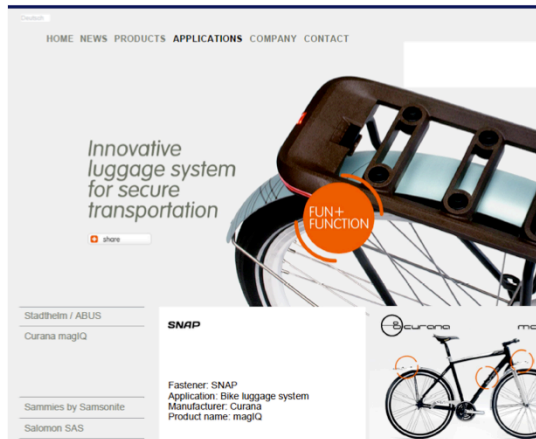 HOME NEWS PRODUCTS APPLICATIONS COMPANY CONTACT
Innovative
luggage system
for secure
transportation
FUN+
FUNCTION
share
Stadthelm / ABUS
Curana magIQ
Sammies by Samsonite
Salomon SAS
SNAP
Fastener: SNAP
Application: Bike luggage system
Manufacturer: Curana
Product name: magIQ
curana